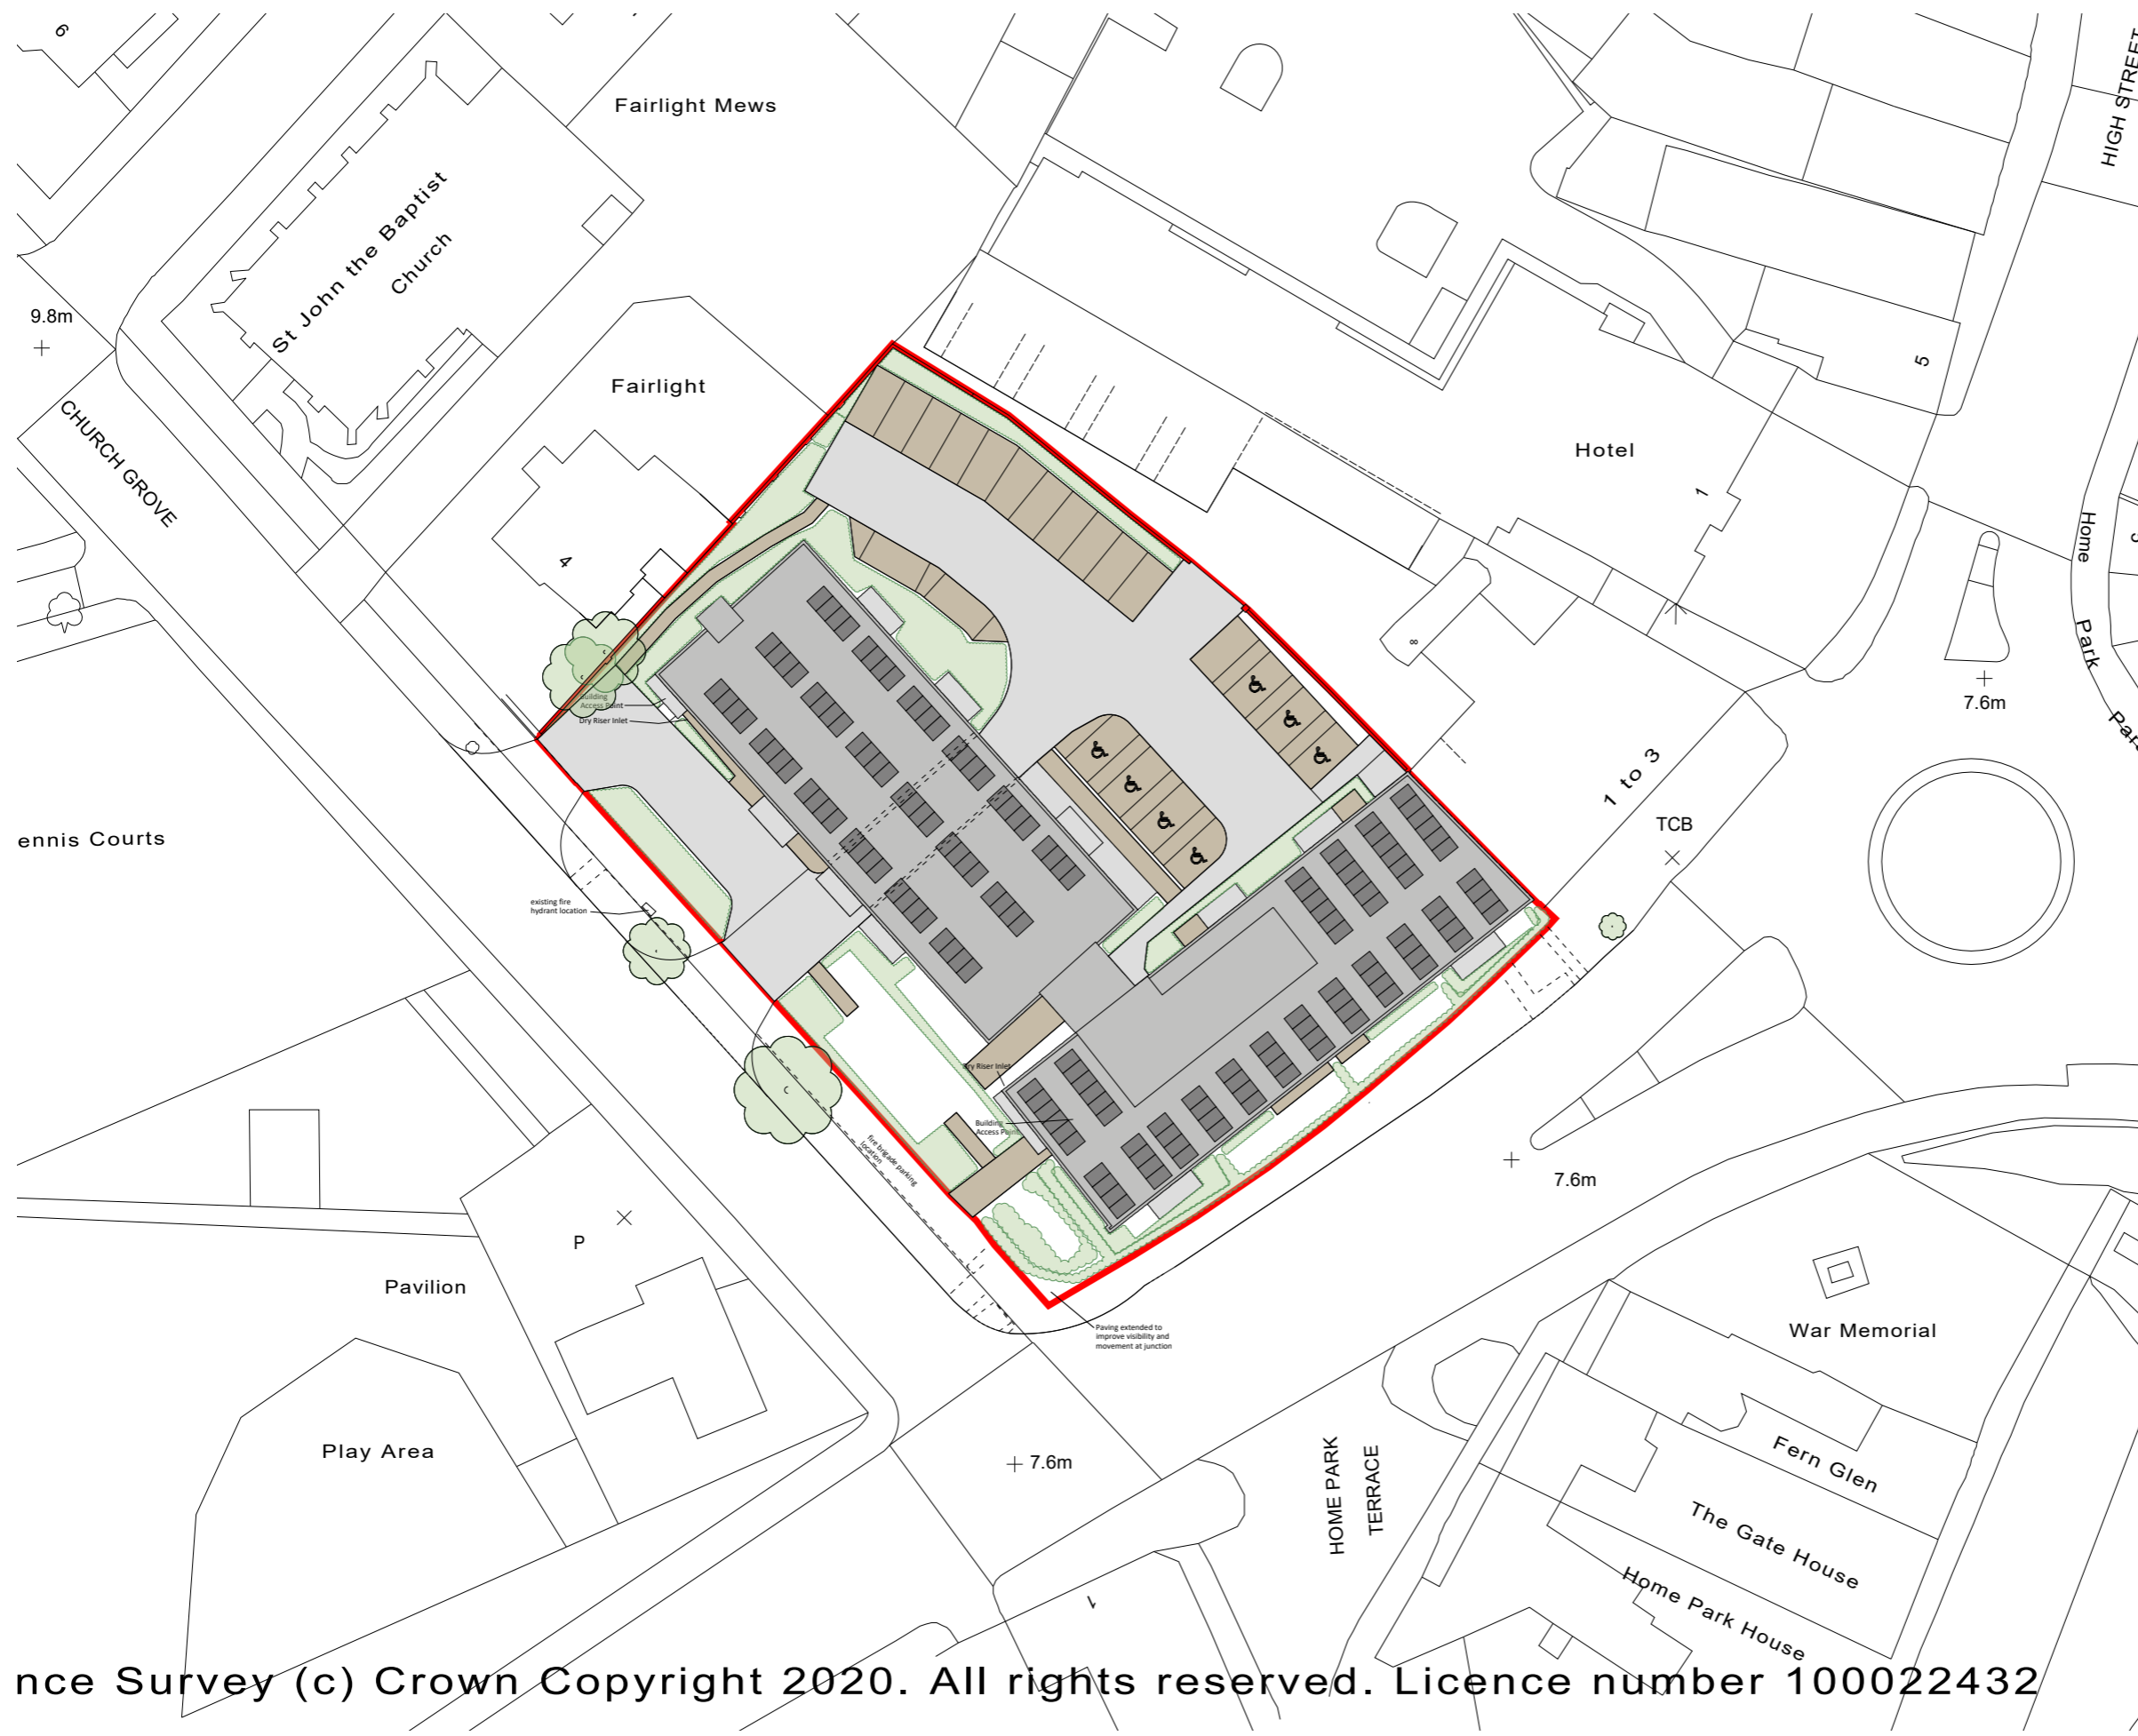 6
Fairlight Mews
HIGH STREET
St John the Baptist
Church
9.8m
Fairlight
5
CHURCH GROVE
Hotel
1
Home
Park
4
8
7.6m
Building
Access Point
Dry Riser Inlet
1 to 3
TCB
ennis Courts
existing fire
hydrant location
Dry Riser Inlet
Building
Access Point
fire brigade parking
location
7.6m
P
Pavilion
Paving extended to
improve visibility and
movement at junction
War Memorial
Play Area
7.6m
HOME PARK
TERRACE
Fern Glen
The Gate House
Home Park House
1
nce Survey (c) Crown Copyright 2020. All rights reserved. Licence number 100022432